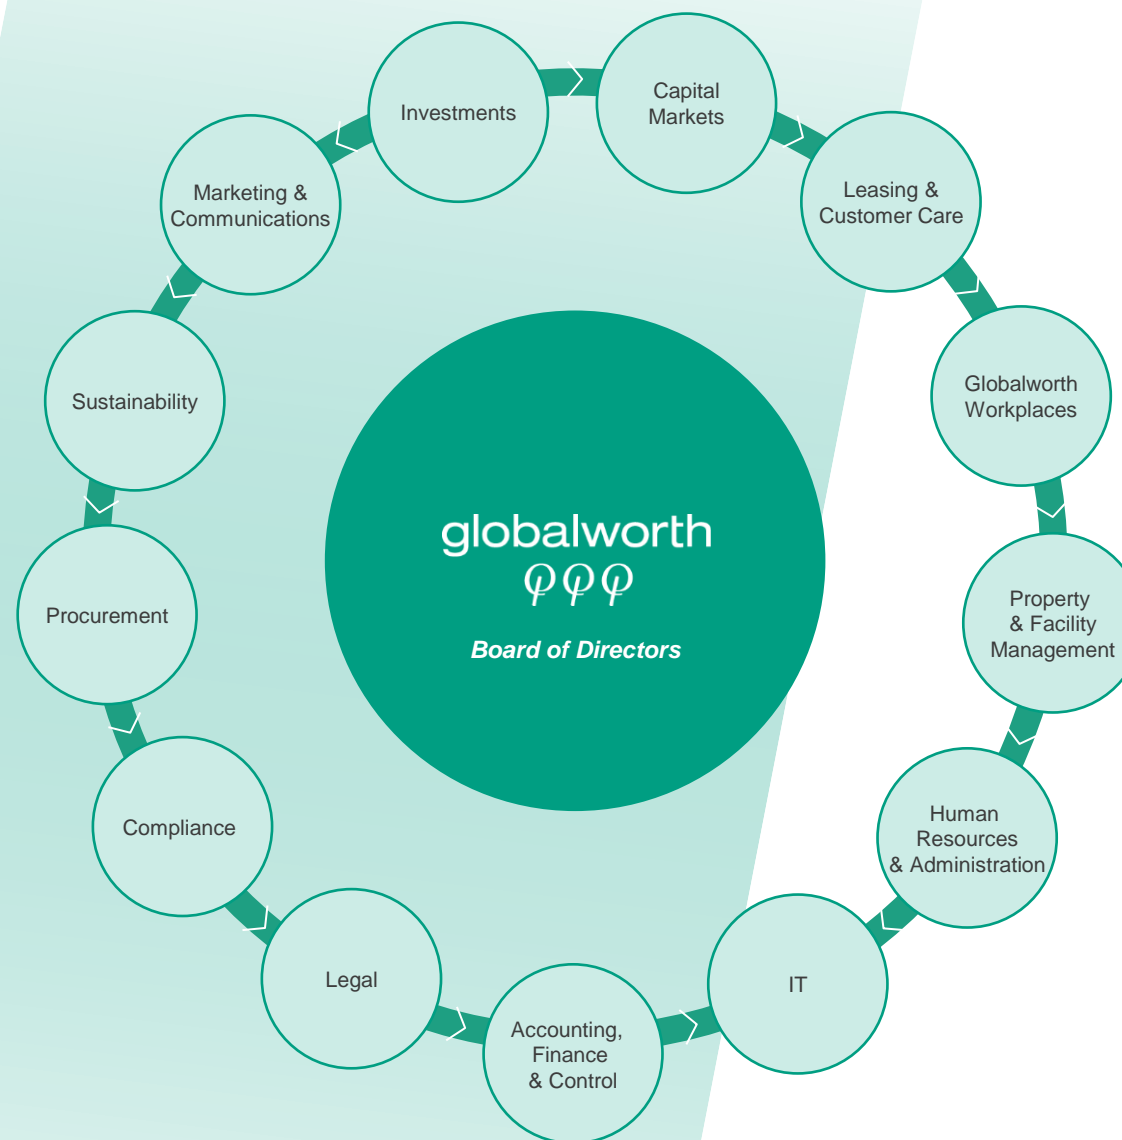 Investments
Capital
Markets
Leasing &
Customer Care
Globalworth
Workplaces
Property
& Facility
Management
Human
Resources
& Administration
IT
Accounting,
Finance
& Control
Legal
Compliance
Procurement
Sustainability
Marketing &
Communications
globalworth
Board of Directors